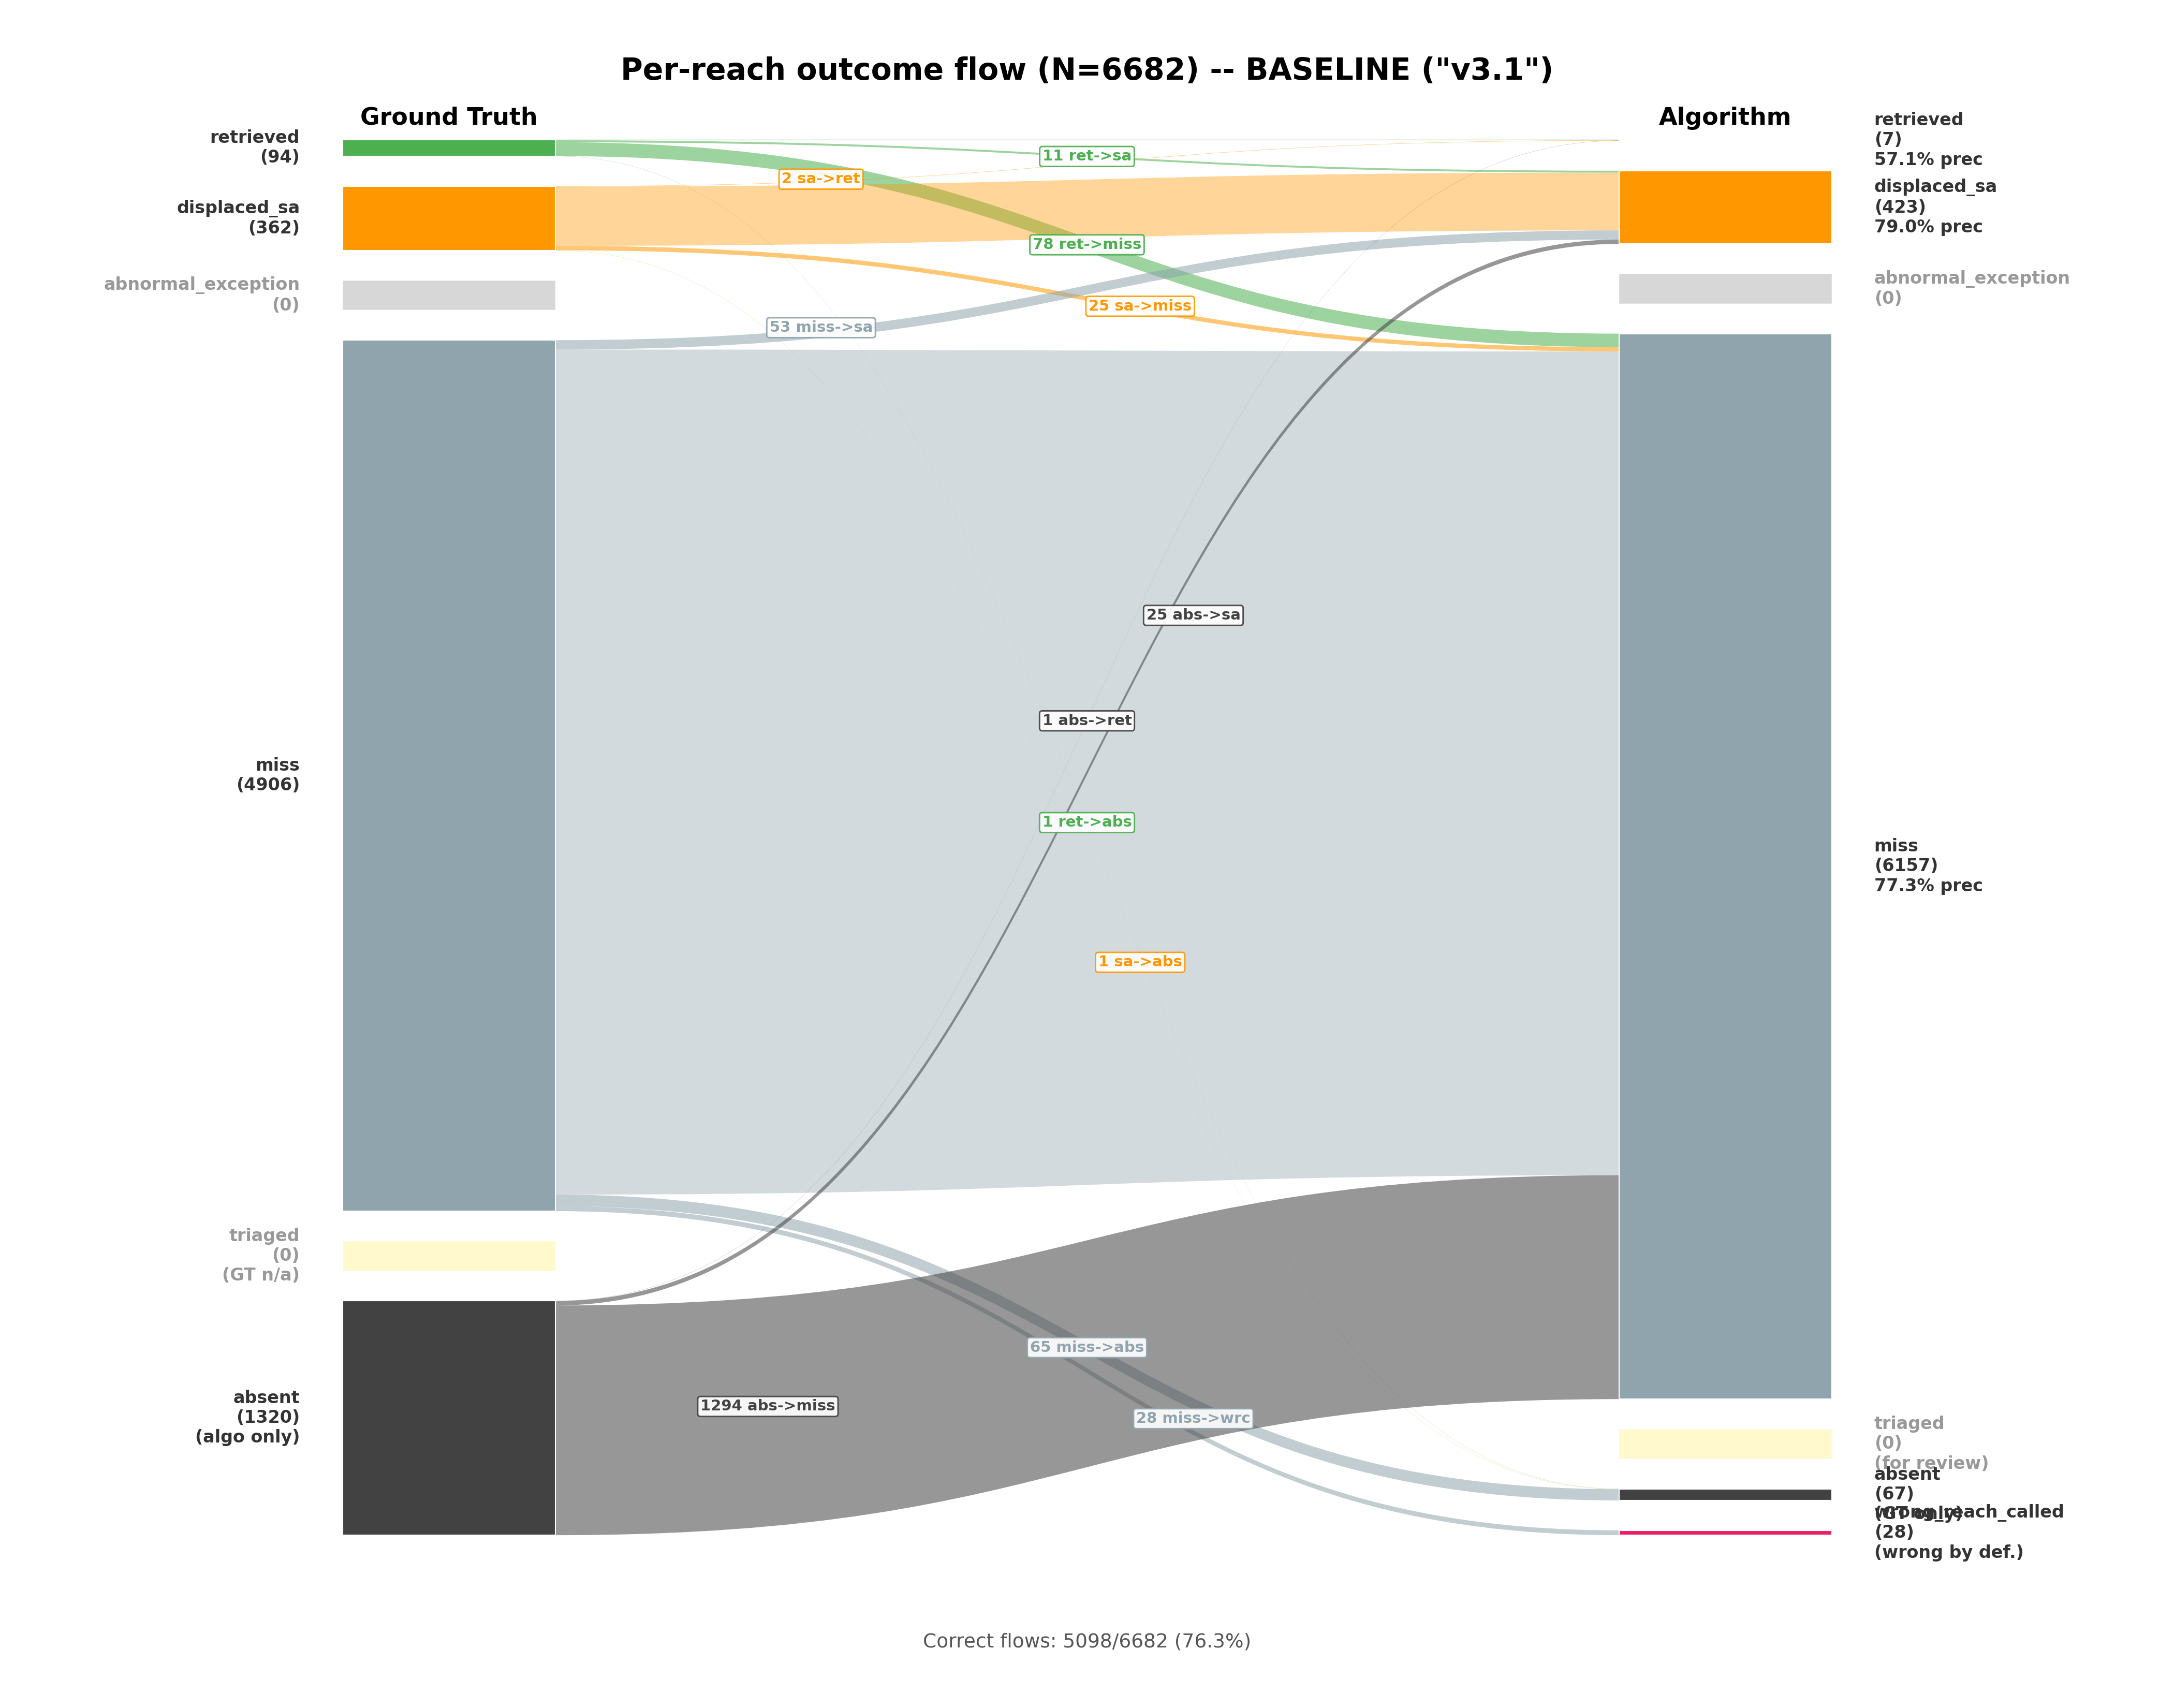 Per-reach outcome flow (N=6682) -- BASELINE ("v3.1")
Ground Truth
Algorithm
retrieved
(94)
displaced_sa
(362)
abnormal_exception
(0)
miss
(4906)
triaged
(0)
(GT n/a)
absent
(1320)
(algo only)
11 ret->sa
2 sa->ret
78 ret->miss
25 sa->miss
53 miss->sa
25 abs->sa
1 abs->ret
1 ret->abs
1 sa->abs
65 miss->abs
1294 abs->miss
28 miss->wrc
retrieved
(7)
57.1% prec
displaced_sa
(423)
79.0% prec
abnormal_exception
(0)
miss
(6157)
77.3% prec
triaged
(0)
(for review)
absent
(67)
(GT only)
wrong_reach_called
(28)
(wrong by def.)
Correct flows: 5098/6682 (76.3%)